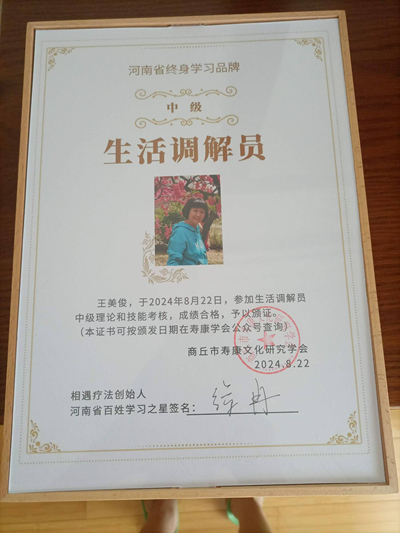 河南省终身学习品牌
中级
生活调解员
王美俊，于2024年8月22日，参加生活调解员
中级理论和技能考核，成绩合格，予以颁证。
（本证书可按颁发日期在寿康学会公众号查询）
商丘市寿康文化研究学会
2024.8.22
相遇疗法创始人
河南省百姓学习之星签名：